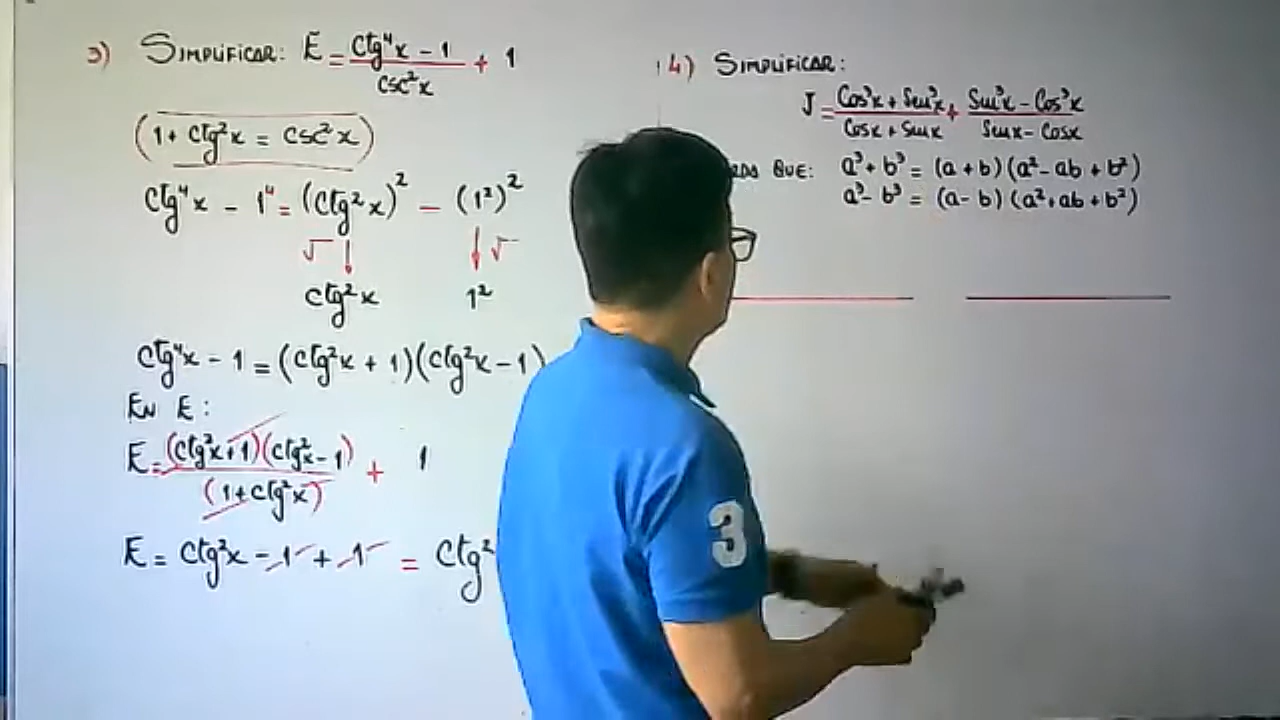 3) Simplificar: E = (Ctg⁴x - 1)/(csc²x) + 1
(1 + Ctg²x = Csc²x)
Ctg⁴x - 1⁴ = (Ctg²x)² - (1²)²
√ ↓ ↓ √
Ctg²x 1²
Ctg⁴x - 1 = (Ctg²x + 1)(Ctg²x - 1)
En E:
E = (Ctg²x+1)(Ctg²x - 1)/(1+Ctg²x) + 1
E = Ctg²x - 1 + 1 = Ctg²
4) Simplificar:
J = (Cos³x + Sen³x)/(Cosx + Senx) + (Sen³x - Cos³x)/(Senx - Cosx)
que: a³ + b³ = (a + b)(a² - ab + b²)
a³ - b³ = (a - b)(a² + ab + b²)
3